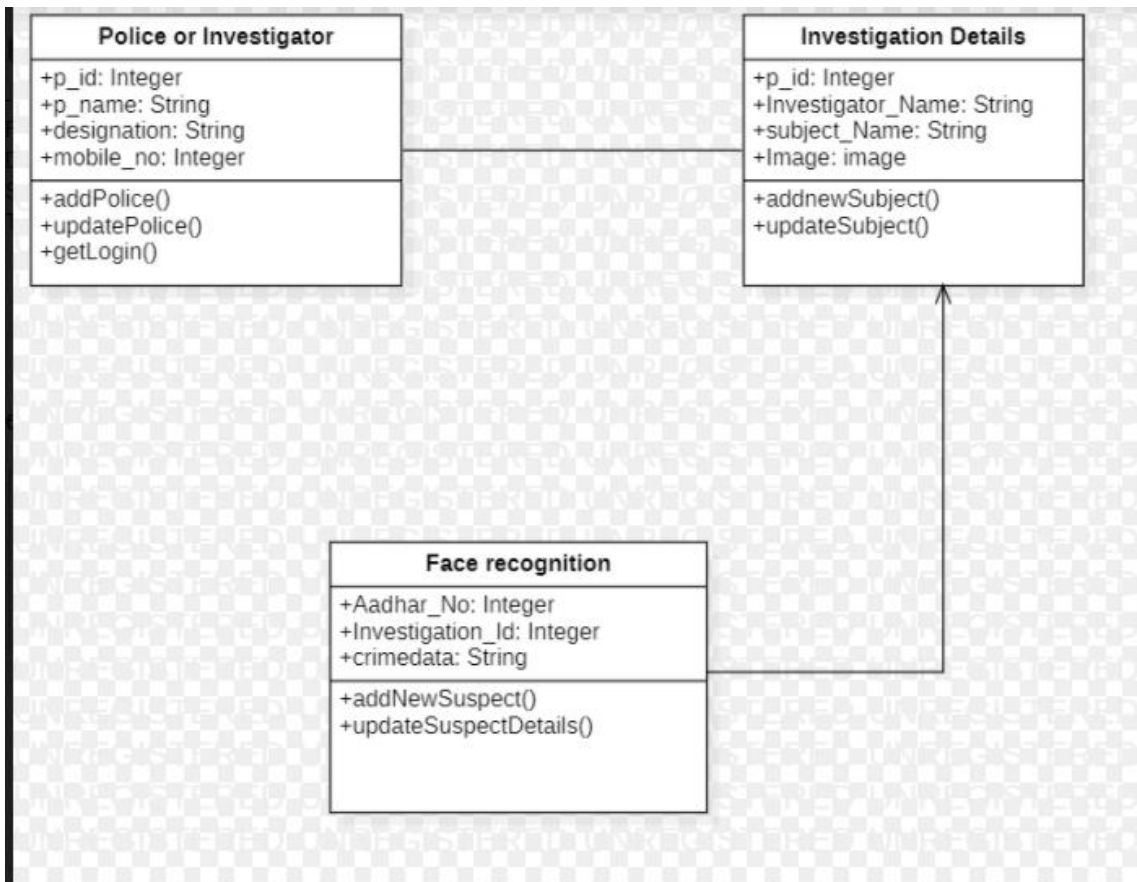 Police or Investigator
+p_id: Integer
+p_name: String
+designation: String
+mobile_no: Integer
+addPolice()
+updatePolice()
+getLogin()
Investigation Details
+p_id: Integer
+Investigator_Name: String
+subject_Name: String
+Image: image
+addnewSubject()
+updateSubject()
Face recognition
+Aadhar_No: Integer
+Investigation_Id: Integer
+crimedata: String
+addNewSuspect()
+updateSuspectDetails()